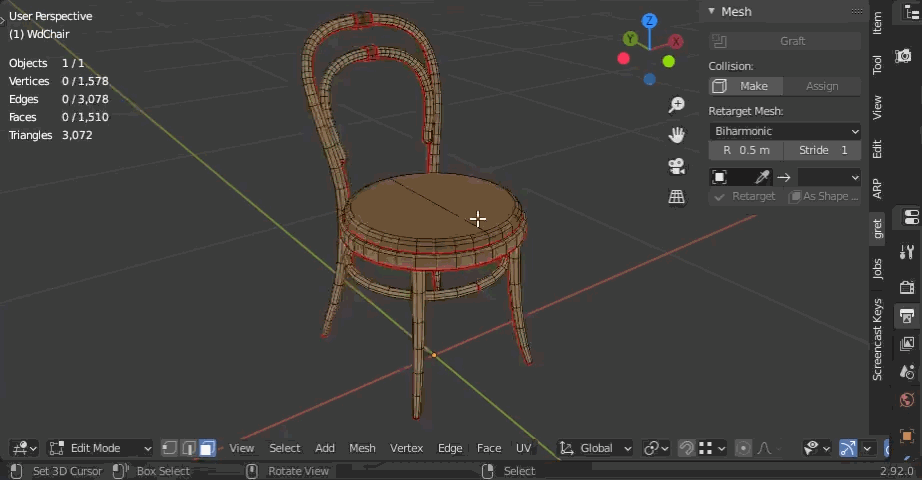 User Perspective
(1) WdChair
Objects 1 / 1
Vertices 0 / 1,578
Edges 0 / 3,078
Faces 0 / 1,510
Triangles 3,072
Z
Y
X
Mesh
Graft
Collision:
Make Assign
Retarget Mesh:
Biharmonic
R 0.5 m Stride 1
Retarget As Shape ...
Item
Tool
View
Edit
ARP
gret
Jobs
Screencast Keys
Edit Mode View Select Add Mesh Vertex Edge Face UV Global
Set 3D Cursor Box Select Rotate View Select 2.92.0